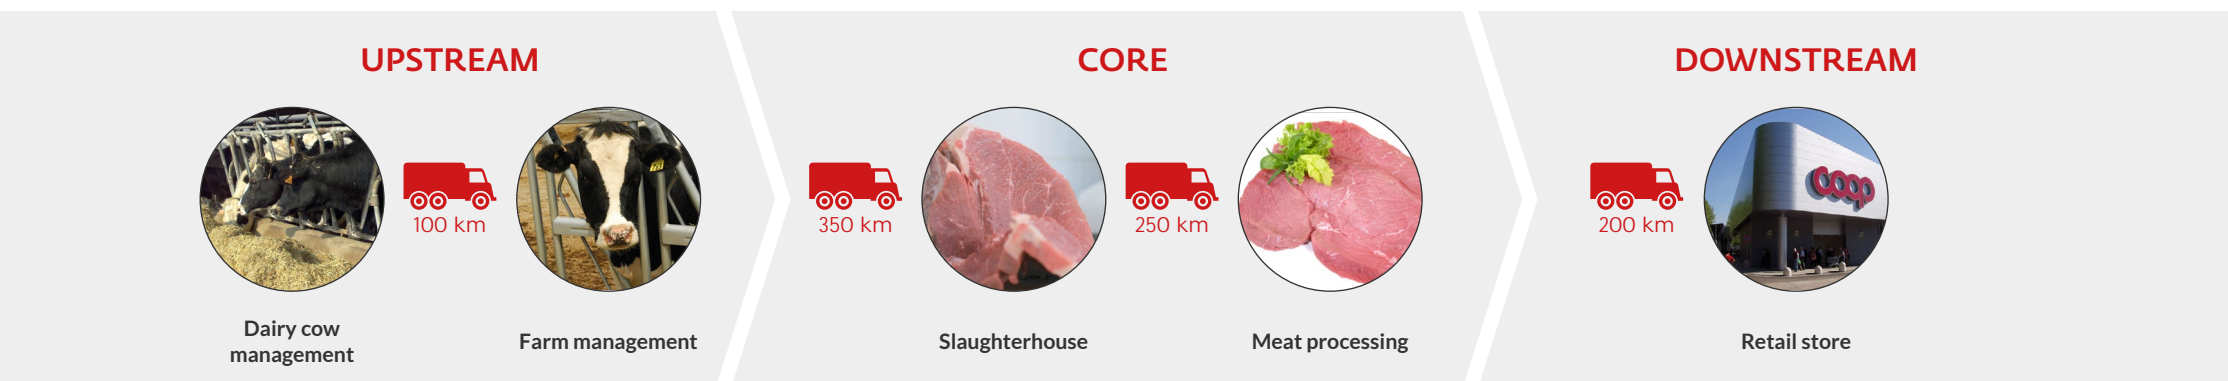 UPSTREAM
CORE
DOWNSTREAM
100 km
350 km
250 km
200 km
coop
Dairy cow
management
Farm management
Slaughterhouse
Meat processing
Retail store